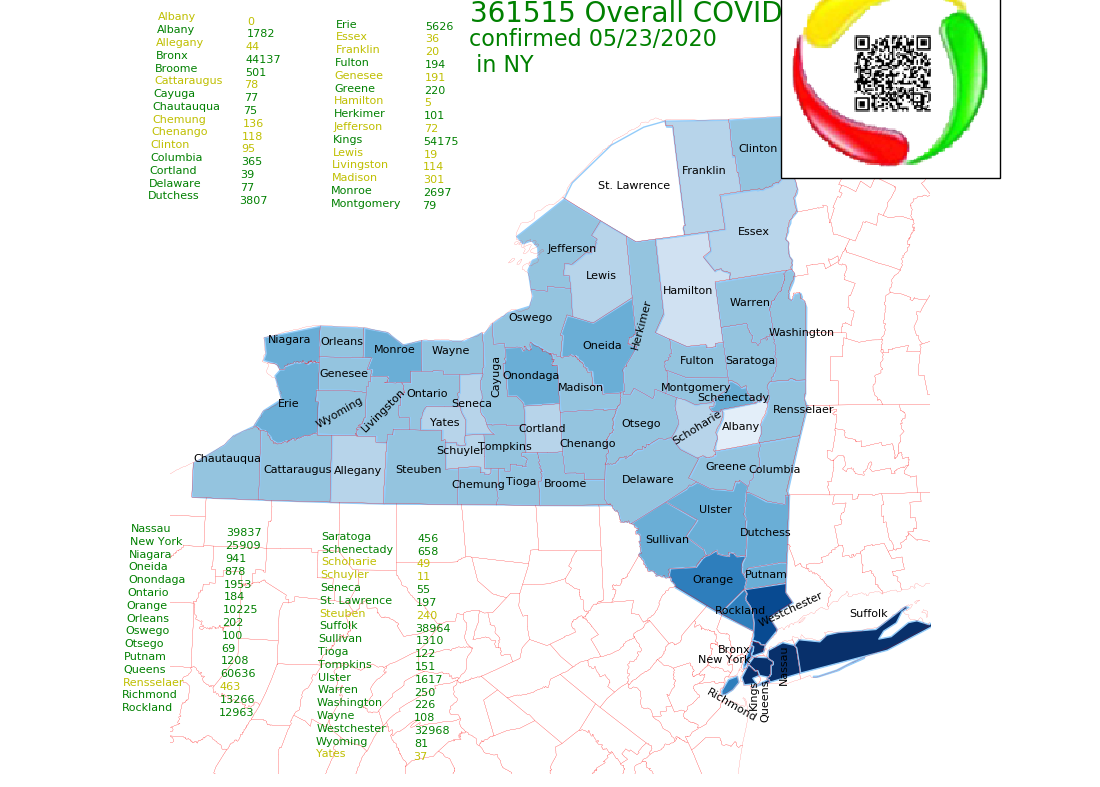 361515 Overall COVID
confirmed 05/23/2020
in NY
Albany 0
Albany 1782
Allegany 44
Bronx 44137
Broome 501
Cattaraugus 78
Cayuga 77
Chautauqua 75
Chemung 136
Chenango 118
Clinton 95
Columbia 365
Cortland 39
Delaware 77
Dutchess 3807
Erie 5626
Essex 36
Franklin 20
Fulton 194
Genesee 191
Greene 220
Hamilton 5
Herkimer 101
Jefferson 72
Kings 54175
Lewis 19
Livingston 114
Madison 301
Monroe 2697
Montgomery 79
Clinton
Franklin
St. Lawrence
Essex
Jefferson
Lewis
Hamilton
Warren
Oswego
Herkimer
Washington
Niagara
Orleans
Monroe
Wayne
Oneida
Fulton
Saratoga
Genesee
Cayuga
Onondaga
Madison
Montgomery
Schenectady
Erie
Wyoming
Livingston
Ontario
Seneca
Yates
Cortland
Otsego
Schoharie
Albany
Rensselaer
Chautauqua
Cattaraugus
Allegany
Steuben
Schuyler
Tompkins
Chenango
Chemung
Tioga
Broome
Delaware
Greene
Columbia
Ulster
Sullivan
Dutchess
Orange
Putnam
Rockland
Westchester
Suffolk
Bronx
New York
Nassau
Richmond
Kings
Queens
Nassau 39837
New York 25909
Niagara 941
Oneida 878
Onondaga 1953
Ontario 184
Orange 10225
Orleans 202
Oswego 100
Otsego 69
Putnam 1208
Queens 60636
Rensselaer 463
Richmond 13266
Rockland 12963
Saratoga 456
Schenectady 658
Schoharie 49
Schuyler 11
Seneca 55
St. Lawrence 197
Steuben 240
Suffolk 38964
Sullivan 1310
Tioga 122
Tompkins 151
Ulster 1617
Warren 250
Washington 226
Wayne 108
Westchester 32968
Wyoming 81
Yates 37